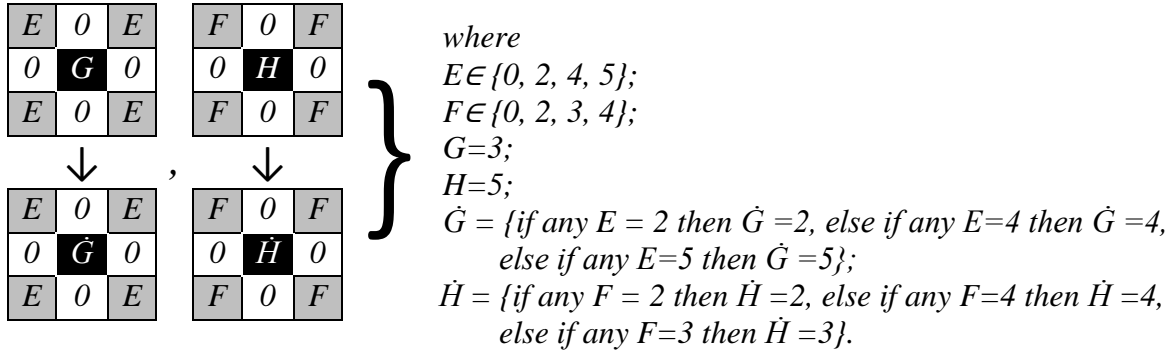 E 0 E F 0 F
0 G 0 0 H 0
E 0 E F 0 F
↓ , ↓
E 0 E F 0 F
0 Ġ 0 0 Ḣ 0
E 0 E F 0 F
}
where
E∈{0, 2, 4, 5};
F∈{0, 2, 3, 4};
G=3;
H=5;
Ġ = {if any E = 2 then Ġ =2, else if any E=4 then Ġ =4,
else if any E=5 then Ġ =5};
Ḣ = {if any F = 2 then Ḣ =2, else if any F=4 then Ḣ =4,
else if any F=3 then Ḣ =3}.